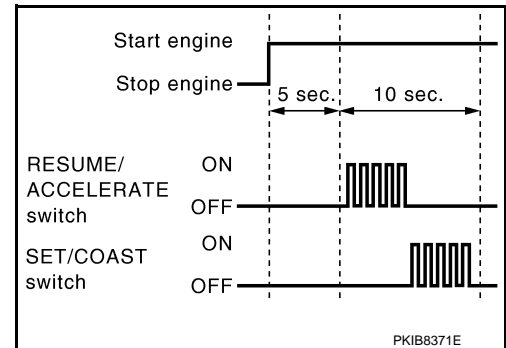 Start engine
Stop engine
5 sec. 10 sec.
RESUME/ ON
ACCELERATE
switch OFF
ON
SET/COAST
switch OFF
PKIB8371E